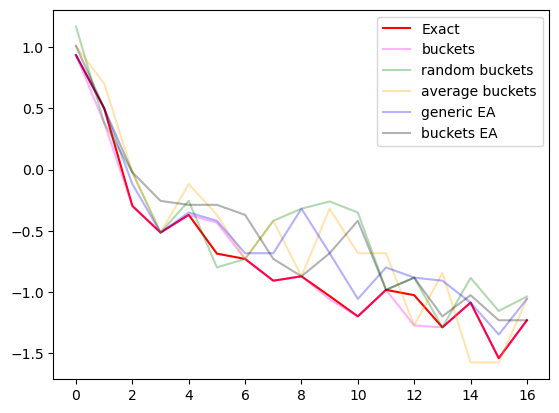 Exact
buckets
random buckets
average buckets
generic EA
buckets EA
1.0
0.5
0.0
−0.5
−1.0
−1.5
0 2 4 6 8 10 12 14 16